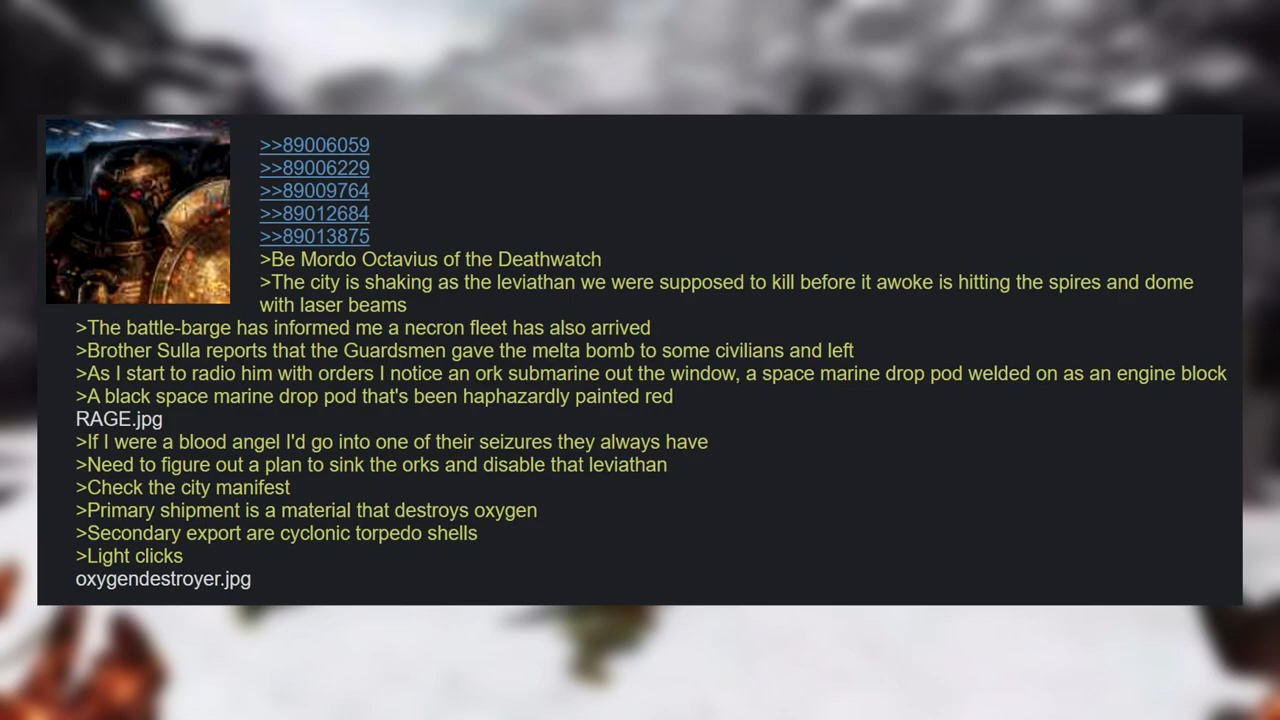 >>89006059
>>89006229
>>89009764
>>89012684
>>89013875
>Be Mordo Octavius of the Deathwatch
>The city is shaking as the leviathan we were supposed to kill before it awoke is hitting the spires and dome
with laser beams
>The battle-barge has informed me a necron fleet has also arrived
>Brother Sulla reports that the Guardsmen gave the melta bomb to some civilians and left
>As I start to radio him with orders I notice an ork submarine out the window, a space marine drop pod welded on as an engine block
>A black space marine drop pod that's been haphazardly painted red
RAGE.jpg
>If I were a blood angel I'd go into one of their seizures they always have
>Need to figure out a plan to sink the orks and disable that leviathan
>Check the city manifest
>Primary shipment is a material that destroys oxygen
>Secondary export are cyclonic torpedo shells
>Light clicks
oxygendestroyer.jpg